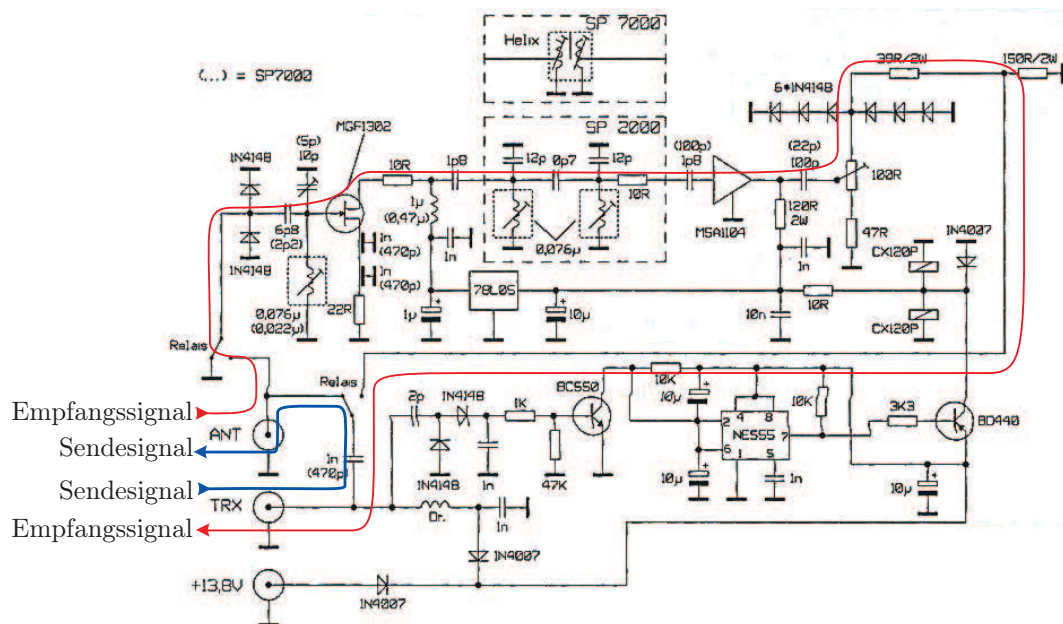 SP 7000
Helix
(...) = SP7000
39R/2W
150R/2W
6*1N4148
MGF1302
SP 2000
(5p)
10p
1N4148
10R
1p8
12p
0p7
12p
(100p)
1p8
(22p)
100p
100R
10R
1µ
(0,47µ)
MSA1104
120R
2W
6p8
(2p2)
1n
(470p)
1n
(470p)
1N4148
0,076µ
47R
1N4007
CX120P
1n
1n
0,076µ
(0,022µ)
22R
1µ
78L05
10µ
10n
10R
CX120P
Relais
Relais
Empfangssignal
ANT
Sendesignal
Sendesignal
TRX
Empfangssignal
+13,8V
1n
(470p)
2p
1N4148
1K
BC550
10K
10µ
4
8
2
6
NE555
7
1
5
10K
3K3
BD440
1N4148
1n
47K
10µ
1n
10µ
Dr.
1n
1N4007
1N4007